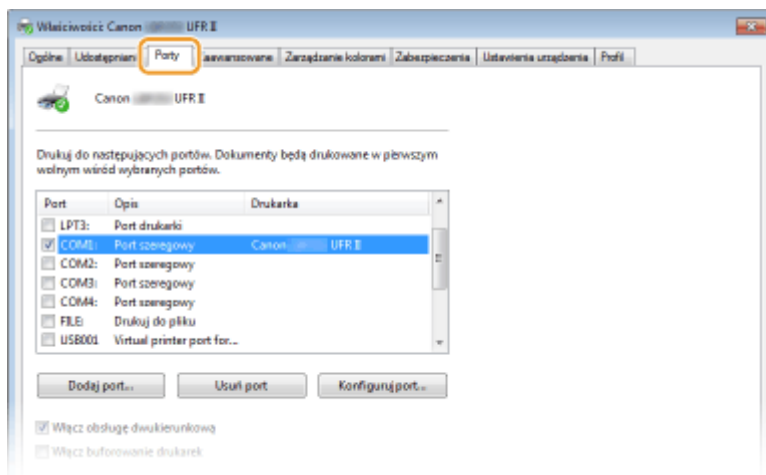 Właściwości: Canon UFR II
Ogólne Udostępniani Porty Zaawansowane Zarządzanie kolorami Zabezpieczenia Ustawienia urządzenia Profil
Canon UFR II
Drukuj do następujących portów. Dokumenty będą drukowane w pierwszym
wolnym wśród wybranych portów.
Port Opis Drukarka
LPT3: Port drukarki
COM1: Port szeregowy Canon UFR II
COM2: Port szeregowy
COM3: Port szeregowy
COM4: Port szeregowy
FILE: Drukuj do pliku
USB001 Virtual printer port for...
Dodaj port... Usuń port Konfiguruj port...
Włącz obsługę dwukierunkową
Włącz buforowanie drukarek